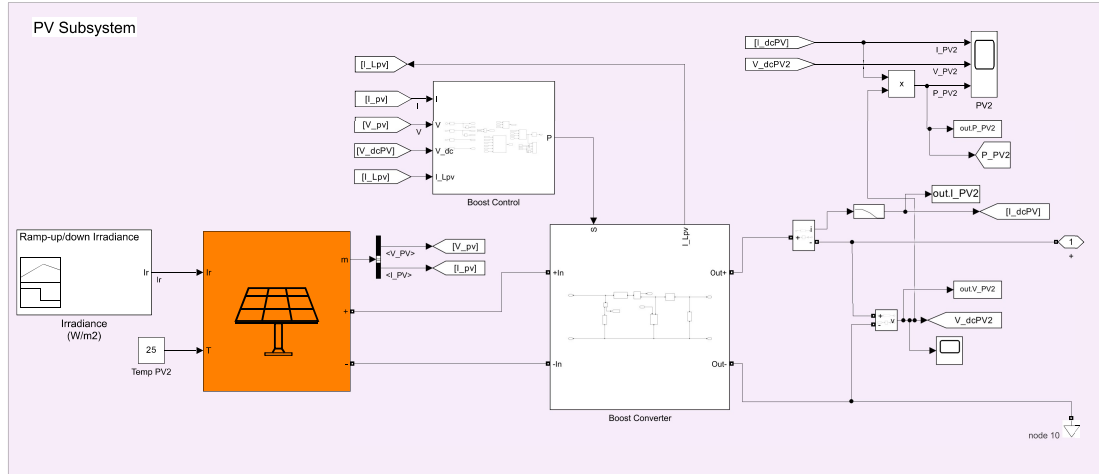 PV Subsystem
[I_dcPV]
I_PV2
V_dcPV2
V_PV2
x
P_PV2
PV2
out.P_PV2
P_PV2
[I_Lpv]
[I_pv]
I
I
[V_pv]
V
V
P
[V_dcPV]
V_dc
[I_Lpv]
I_Lpv
Boost Control
out.I_PV2
[I_dcPV]
i
+
-
1
+
Ramp-up/down Irradiance
Ir
Ir
Irradiance
(W/m2)
Ir
m
<V_PV>
[V_pv]
<I_PV>
[I_pv]
S
I_Lpv
+In
Out+
+
25
T
Temp PV2
-
-In
Out-
Boost Converter
out.V_PV2
+
v
-
V_dcPV2
node 10